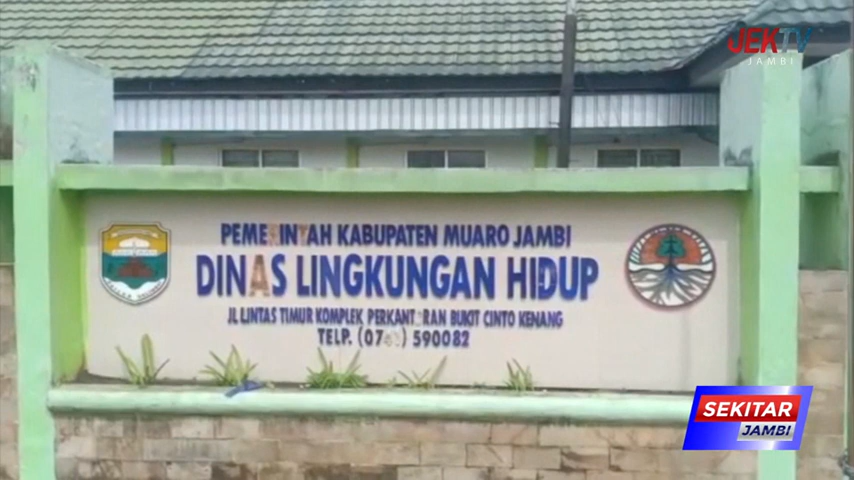 JEKTV
JAMBI
PEMERINTAH KABUPATEN MUARO JAMBI
DINAS LINGKUNGAN HIDUP
JL LINTAS TIMUR KOMPLEK PERKANTORAN BUKIT CINTO KENANG
TELP. 590082
SEKITAR
JAMBI